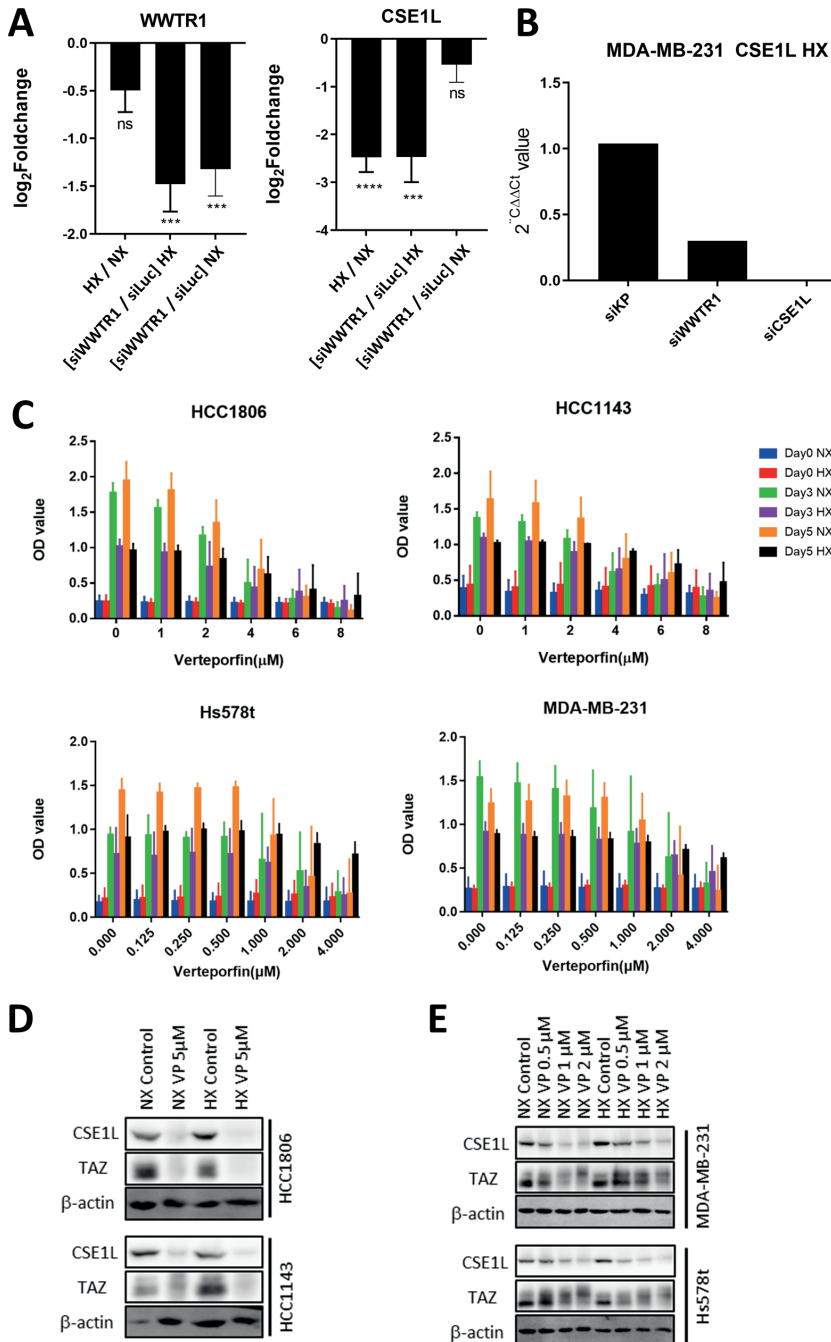 A
WWTR1
log2Foldchange
0.0
-0.5
-1.0
-1.5
-2.0
ns
***
***
HX / NX
[siWWTR1 / siLuc] HX
[siWWTR1 / siLuc] NX
CSE1L
log2Foldchange
0
-1
-2
-3
-4
****
***
ns
HX / NX
[siWWTR1 / siLuc] HX
[siWWTR1 / siLuc] NX
B
MDA-MB-231 CSE1L HX
2^-CΔΔCt value
1.5
1.0
0.5
0.0
siKP
siWWTR1
siCSE1L
C
HCC1806
OD value
2.5
2.0
1.5
1.0
0.5
0.0
0 1 2 4 6 8
Verteporfin(μM)
HCC1143
OD value
2.5
2.0
1.5
1.0
0.5
0.0
0 1 2 4 6 8
Verteporfin(μM)
Day0 NX
Day0 HX
Day3 NX
Day3 HX
Day5 NX
Day5 HX
Hs578t
OD value
2.0
1.5
1.0
0.5
0.0
0.000 0.125 0.250 0.500 1.000 2.000 4.000
Verteporfin(μM)
MDA-MB-231
OD value
2.0
1.5
1.0
0.5
0.0
0.000 0.125 0.250 0.500 1.000 2.000 4.000
Verteporfin(μM)
D
NX Control
NX VP 5μM
HX Control
HX VP 5μM
CSE1L
TAZ
β-actin
HCC1806
CSE1L
TAZ
β-actin
HCC1143
E
NX Control
NX VP 0.5 μM
NX VP 1 μM
NX VP 2 μM
HX Control
HX VP 0.5 μM
HX VP 1 μM
HX VP 2 μM
CSE1L
TAZ
β-actin
MDA-MB-231
CSE1L
TAZ
β-actin
Hs578t